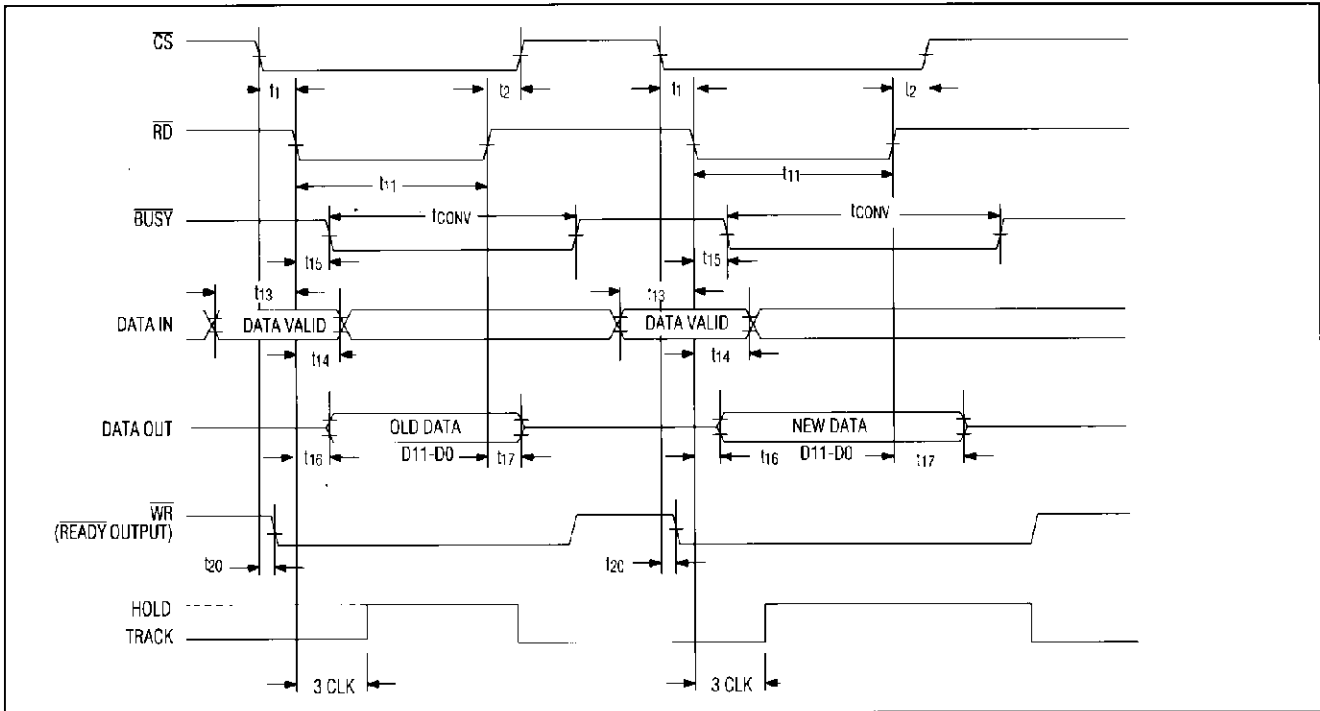 CS
t1 t2 t1 t2
RD
t11 t11
BUSY tCONV tCONV
t15 t15
t13 t13
DATA IN DATA VALID DATA VALID
t14 t14
DATA OUT OLD DATA NEW DATA
t16 D11-D0 t17 t16 D11-D0 t17
WR
(READY OUTPUT)
t20 t20
HOLD
TRACK
3 CLK 3 CLK